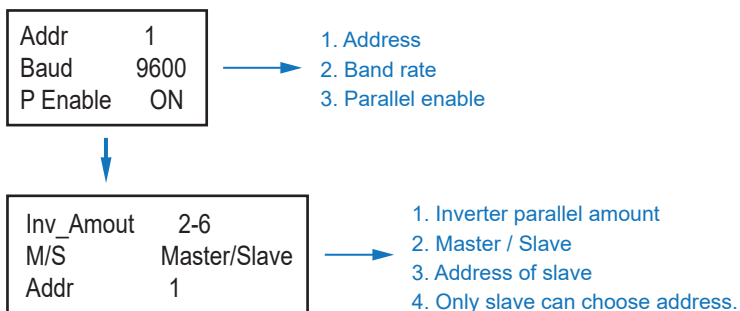 Addr 1
Baud 9600
P Enable ON
1. Address
2. Band rate
3. Parallel enable
Inv_Amout 2-6
M/S Master/Slave
Addr 1
1. Inverter parallel amount
2. Master / Slave
3. Address of slave
4. Only slave can choose address.